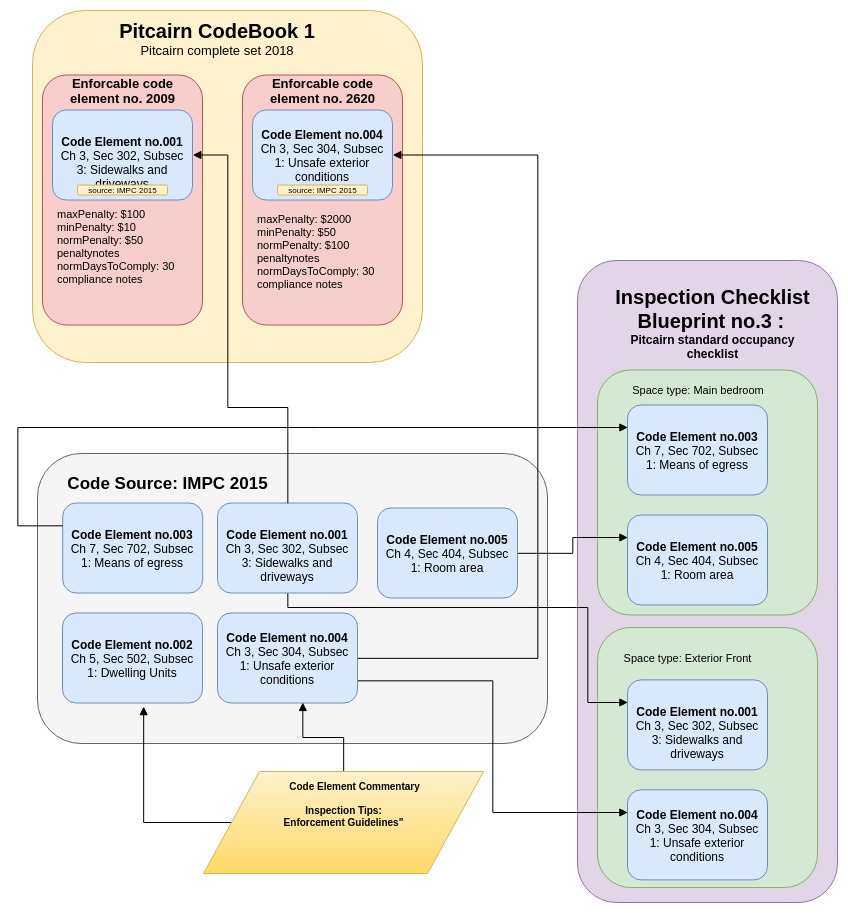 Pitcairn CodeBook 1
Pitcairn complete set 2018
Enforcable code
element no. 2009
Code Element no.001
Ch 3, Sec 302, Subsec
3: Sidewalks and
driveways
source: IMPC 2015
maxPenalty: $100
minPenalty: $10
normPenalty: $50
penaltynotes
normDaysToComply: 30
compliance notes
Enforcable code
element no. 2620
Code Element no.004
Ch 3, Sec 304, Subsec
1: Unsafe exterior
conditions
source: IMPC 2015
maxPenalty: $2000
minPenalty: $50
normPenalty: $100
penaltynotes
normDaysToComply: 30
compliance notes
Inspection Checklist
Blueprint no.3 :
Pitcairn standard occupancy
checklist
Space type: Main bedroom
Code Element no.003
Ch 7, Sec 702, Subsec
1: Means of egress
Code Element no.005
Ch 4, Sec 404, Subsec
1: Room area
Space type: Exterior Front
Code Element no.001
Ch 3, Sec 302, Subsec
3: Sidewalks and
driveways
Code Element no.004
Ch 3, Sec 304, Subsec
1: Unsafe exterior
conditions
Code Source: IMPC 2015
Code Element no.003
Ch 7, Sec 702, Subsec
1: Means of egress
Code Element no.001
Ch 3, Sec 302, Subsec
3: Sidewalks and
driveways
Code Element no.005
Ch 4, Sec 404, Subsec
1: Room area
Code Element no.002
Ch 5, Sec 502, Subsec
1: Dwelling Units
Code Element no.004
Ch 3, Sec 304, Subsec
1: Unsafe exterior
conditions
Code Element Commentary
Inspection Tips:
Enforcement Guidelines"